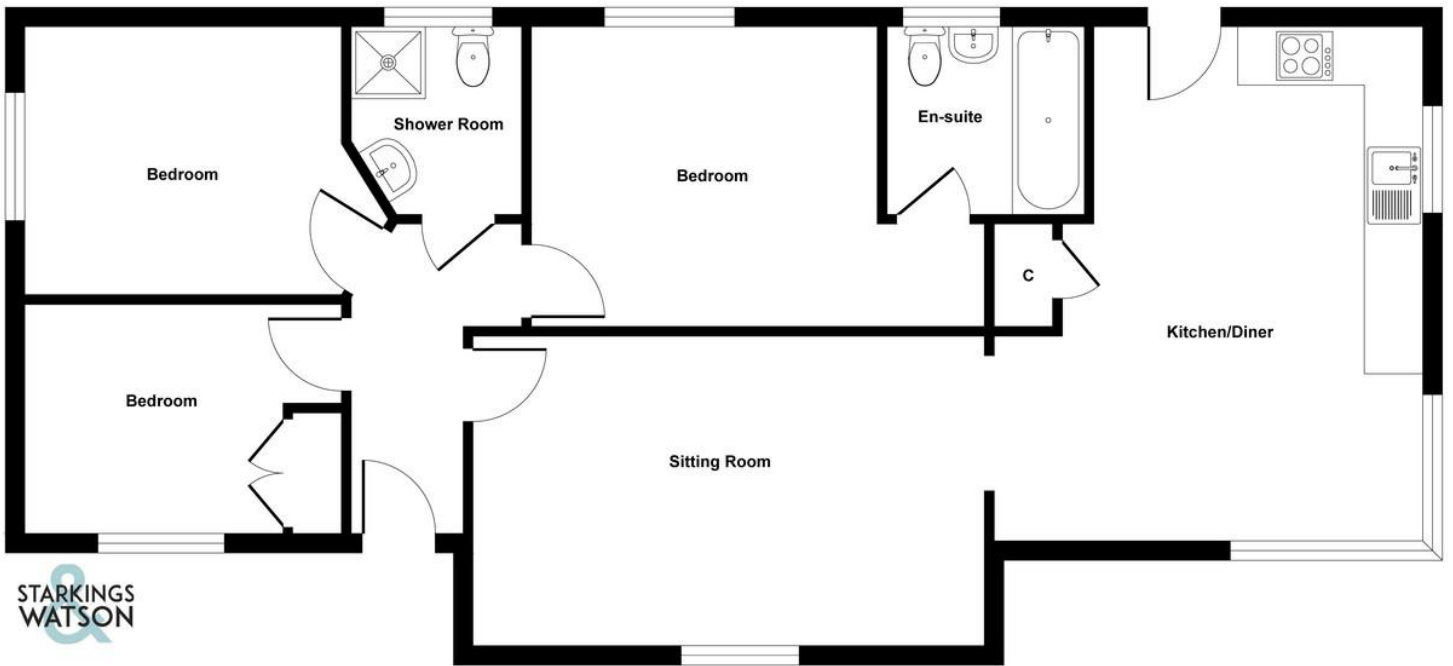 Shower Room
En-suite
Bedroom
Bedroom
C
Kitchen/Diner
Bedroom
Sitting Room
STARKINGS
&
WATSON